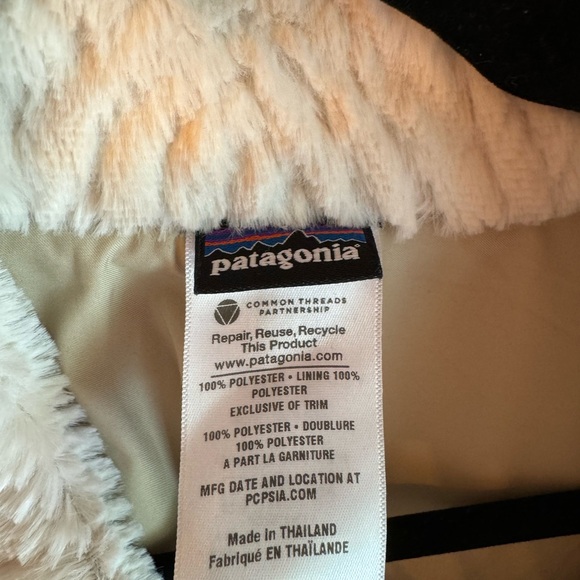 patagonia
COMMON THREADS
PARTNERSHIP
Repair, Reuse, Recycle
This Product
www.patagonia.com
100% POLYESTER • LINING 100%
POLYESTER
EXCLUSIVE OF TRIM
100% POLYESTER • DOUBLURE
100% POLYESTER
A PART LA GARNITURE
MFG DATE AND LOCATION AT
PCPSIA.COM
Made in THAILAND
Fabriqué EN THAÏLANDE